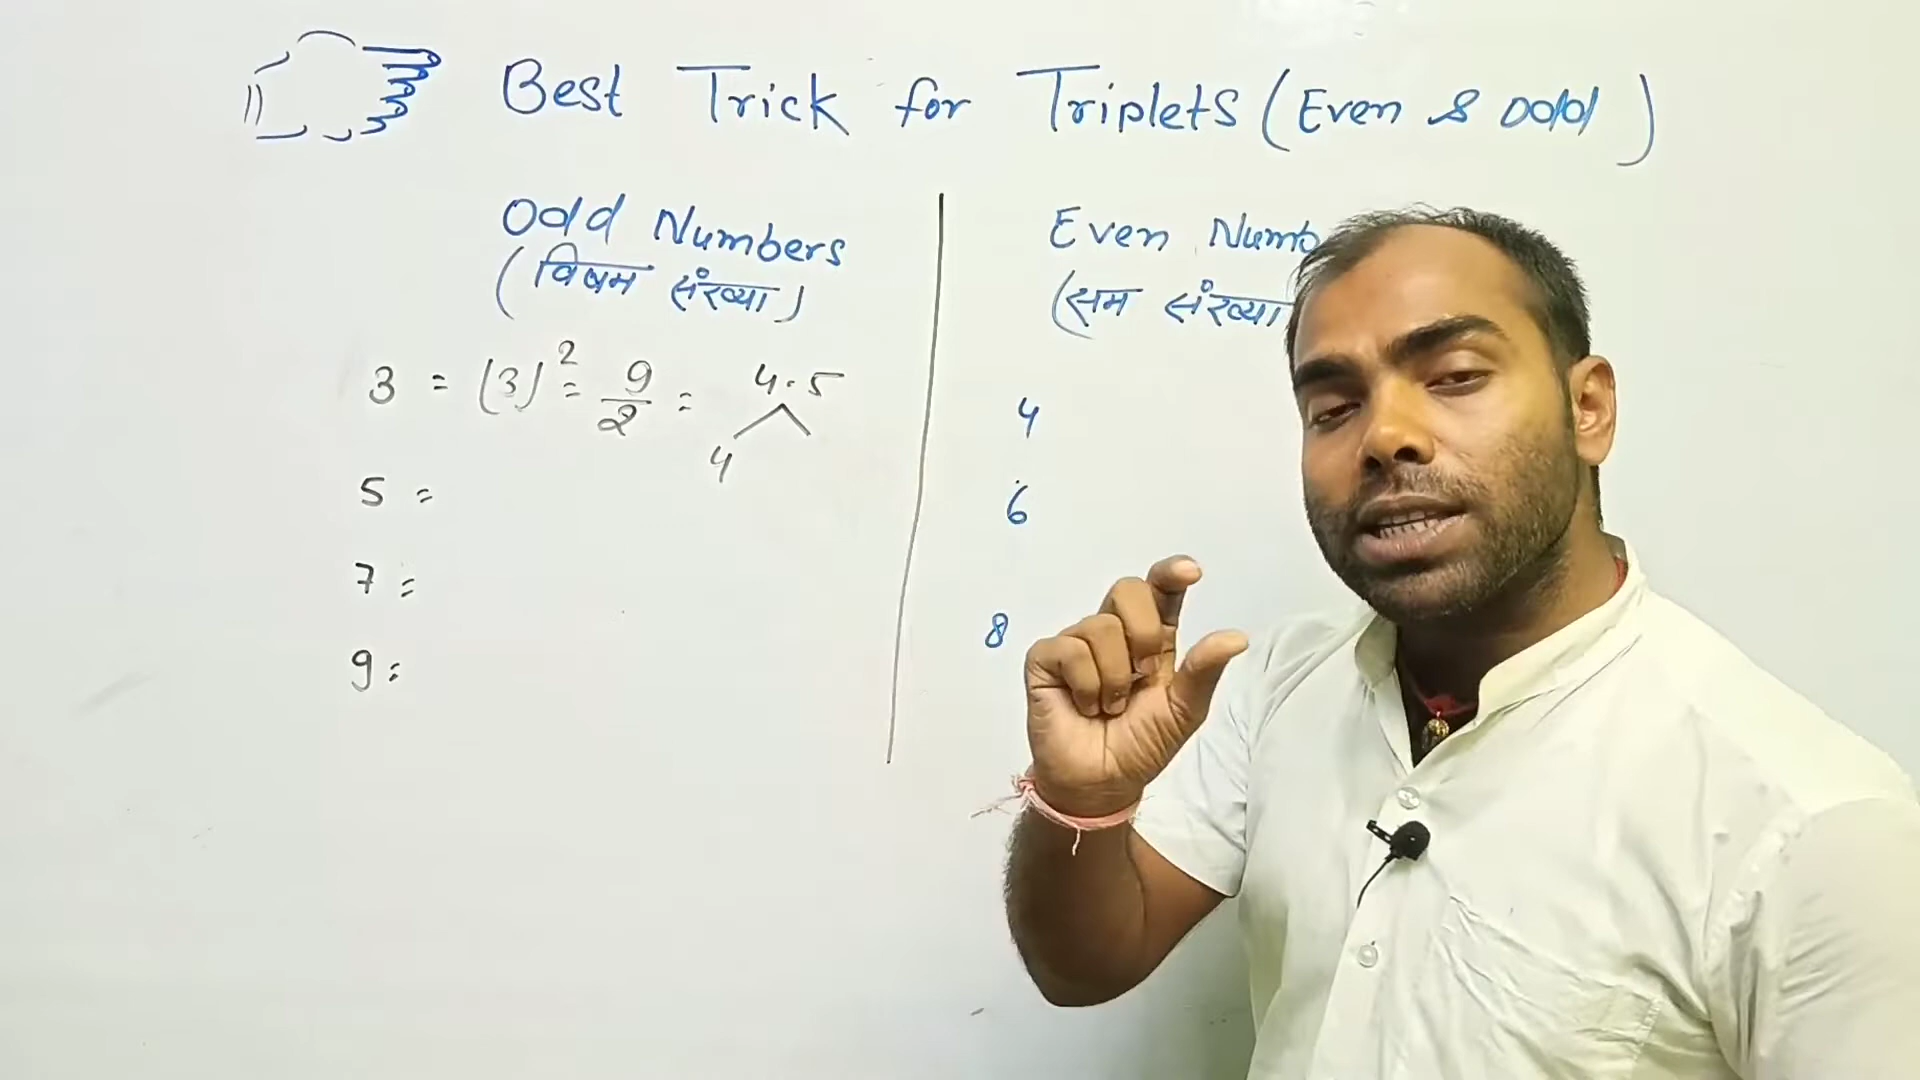 Best Trick for Triplets (Even & Odd)
Odd Numbers
(विषम संख्या)
3 = (3)² = 9/2 = 4.5
4
5 =
7 =
9 =
Even Numb
(सम संख्या
4
6
8